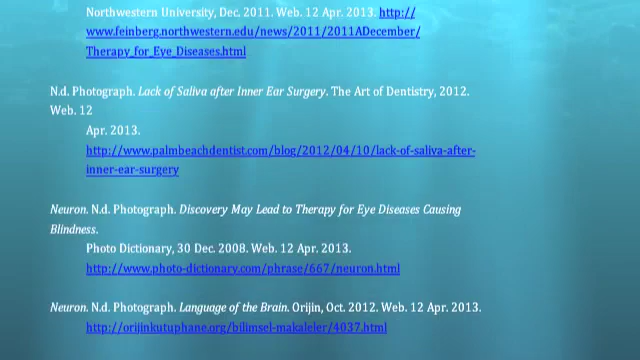 Northwestern University, Dec. 2011. Web. 12 Apr. 2013. http://
www.feinberg.northwestern.edu/news/2011/2011ADecember/
Therapy_for_Eye_Diseases.html
N.d. Photograph. Lack of Saliva after Inner Ear Surgery. The Art of Dentistry, 2012.
Web. 12
Apr. 2013.
http://www.palmbeachdentist.com/blog/2012/04/10/lack-of-saliva-after-
inner-ear-surgery
Neuron. N.d. Photograph. Discovery May Lead to Therapy for Eye Diseases Causing
Blindness.
Photo Dictionary, 30 Dec. 2008. Web. 12 Apr. 2013.
http://www.photo-dictionary.com/phrase/667/neuron.html
Neuron. N.d. Photograph. Language of the Brain. Orijin, Oct. 2012. Web. 12 Apr. 2013.
http://orijinkutuphane.org/bilimsel-makaleler/4037.html